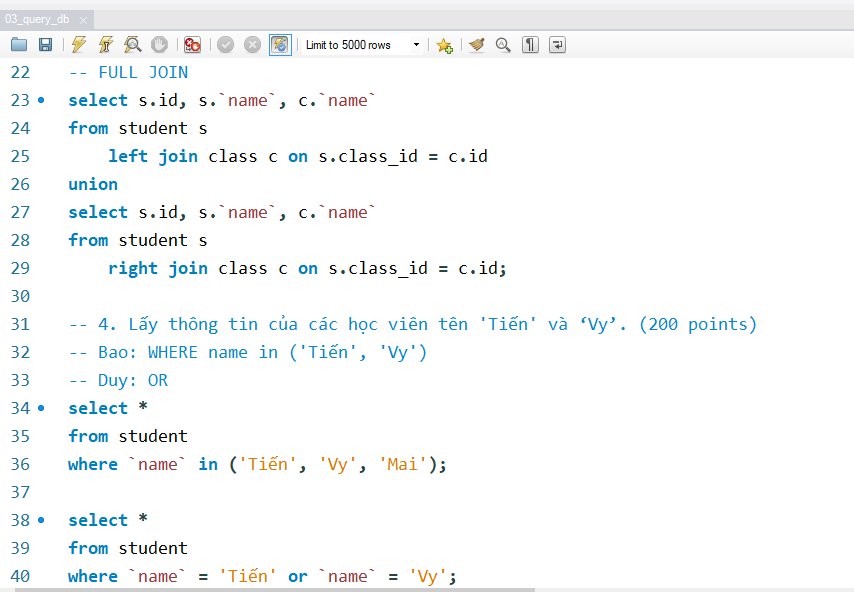 03_query_db ×
Limit to 5000 rows
22 -- FULL JOIN
23 select s.id, s.`name`, c.`name`
24 from student s
25 left join class c on s.class_id = c.id
26 union
27 select s.id, s.`name`, c.`name`
28 from student s
29 right join class c on s.class_id = c.id;
30
31 -- 4. Lấy thông tin của các học viên tên 'Tiến' và ‘Vy’. (200 points)
32 -- Bao: WHERE name in ('Tiến', 'Vy')
33 -- Duy: OR
34 select *
35 from student
36 where `name` in ('Tiến', 'Vy', 'Mai');
37
38 select *
39 from student
40 where `name` = 'Tiến' or `name` = 'Vy';